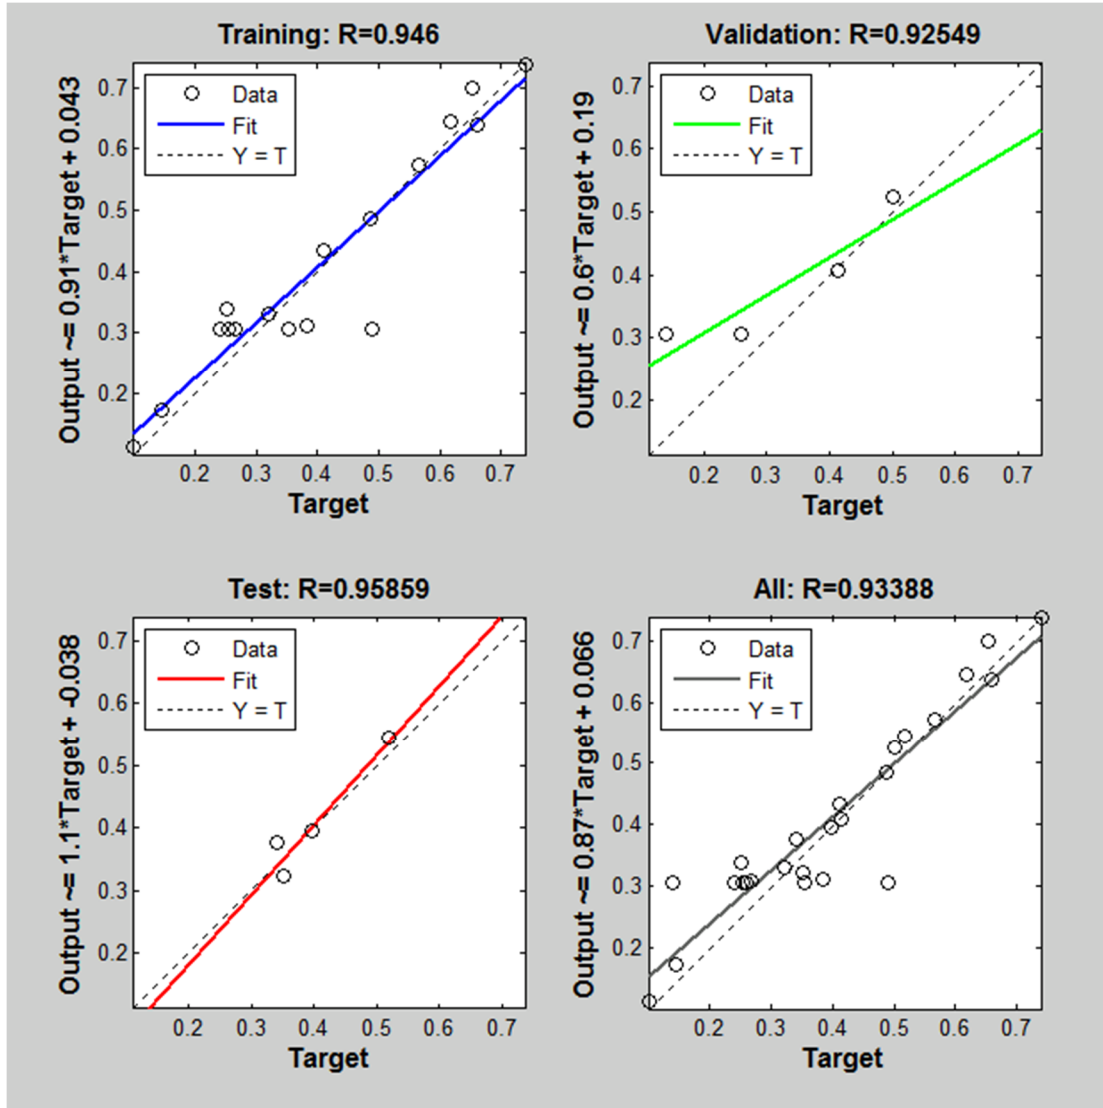 Training: R=0.946
Output ~= 0.91*Target + 0.043
0.7
0.6
0.5
0.4
0.3
0.2
Data
Fit
Y = T
0.2 0.3 0.4 0.5 0.6 0.7
Target
Validation: R=0.92549
Output ~= 0.6*Target + 0.19
0.7
0.6
0.5
0.4
0.3
0.2
Data
Fit
Y = T
0.2 0.3 0.4 0.5 0.6 0.7
Target
Test: R=0.95859
Output ~= 1.1*Target + -0.038
0.7
0.6
0.5
0.4
0.3
0.2
Data
Fit
Y = T
0.2 0.3 0.4 0.5 0.6 0.7
Target
All: R=0.93388
Output ~= 0.87*Target + 0.066
0.7
0.6
0.5
0.4
0.3
0.2
Data
Fit
Y = T
0.2 0.3 0.4 0.5 0.6 0.7
Target